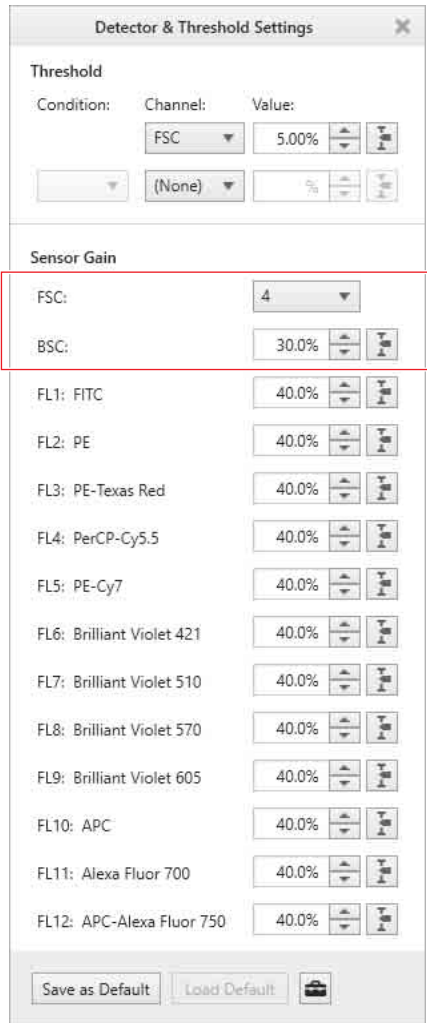 Detector & Threshold Settings
Threshold
Condition: Channel: Value:
FSC 5.00%
(None) %
Sensor Gain
FSC: 4
BSC: 30.0%
FL1: FITC 40.0%
FL2: PE 40.0%
FL3: PE-Texas Red 40.0%
FL4: PerCP-Cy5.5 40.0%
FL5: PE-Cy7 40.0%
FL6: Brilliant Violet 421 40.0%
FL7: Brilliant Violet 510 40.0%
FL8: Brilliant Violet 570 40.0%
FL9: Brilliant Violet 605 40.0%
FL10: APC 40.0%
FL11: Alexa Fluor 700 40.0%
FL12: APC-Alexa Fluor 750 40.0%
Save as Default Load Default